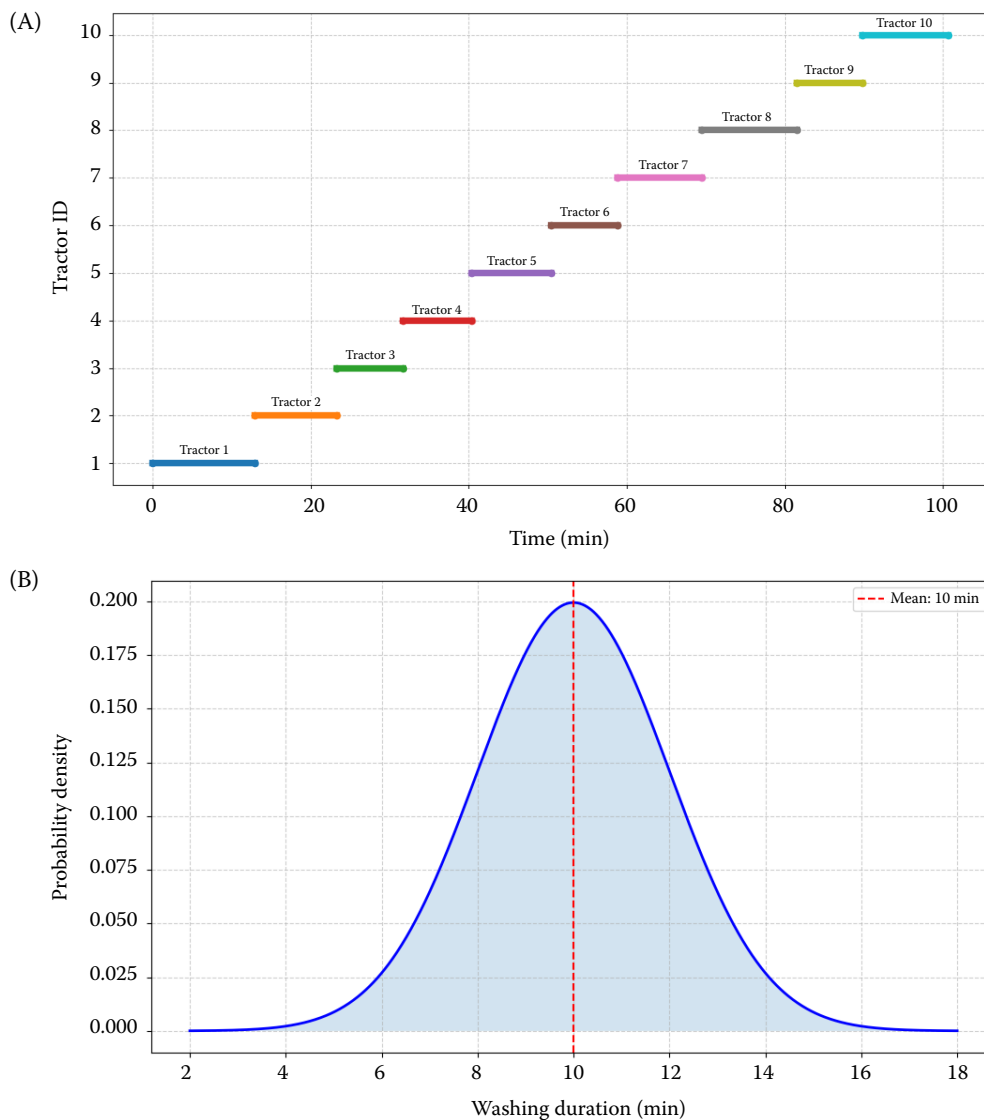 (A)
10
9
8
7
6
5
4
3
2
1
Tractor ID
Tractor 10
Tractor 9
Tractor 8
Tractor 7
Tractor 6
Tractor 5
Tractor 4
Tractor 3
Tractor 2
Tractor 1
0 20 40 60 80 100
Time (min)
(B)
0.200
0.175
0.150
0.125
0.100
0.075
0.050
0.025
0.000
Probability density
Mean: 10 min
2 4 6 8 10 12 14 16 18
Washing duration (min)